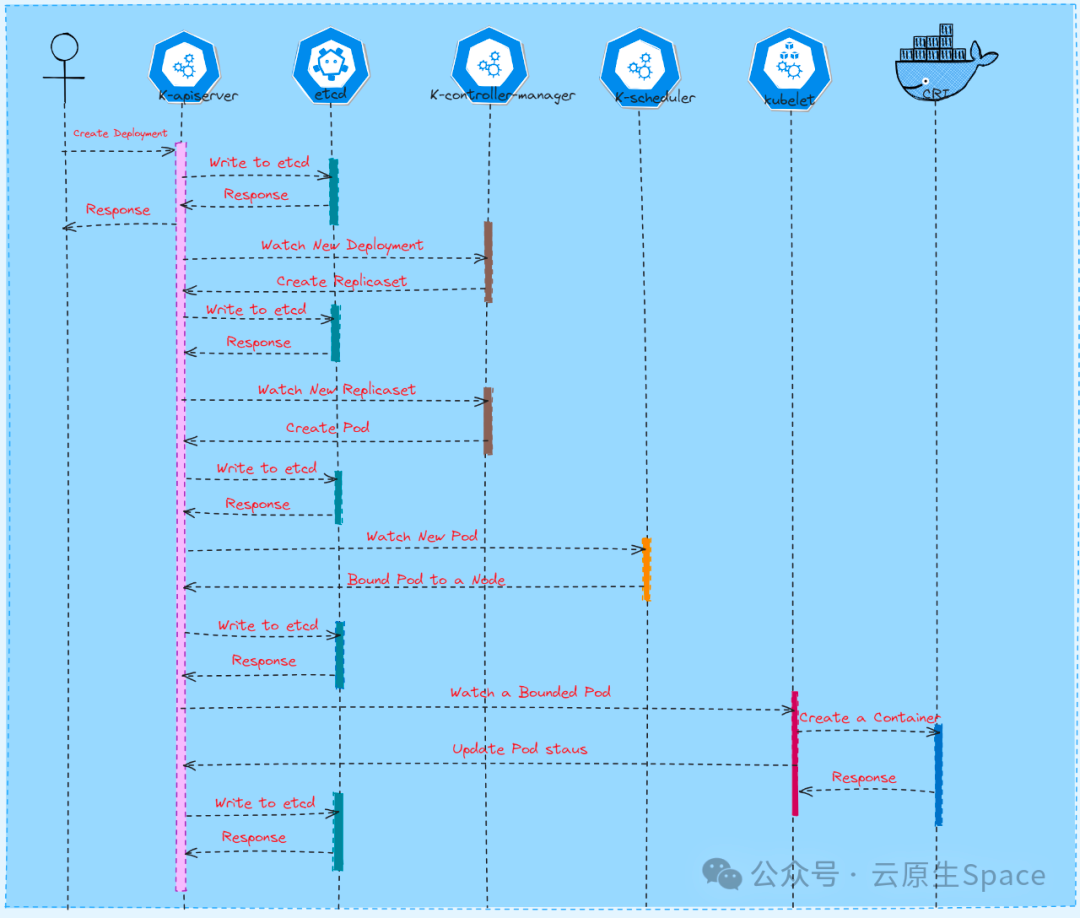 K-apiserver
etcd
K-controller-manager
K-scheduler
kubelet
CRI
Create Deployment
Write to etcd
Response
Response
Watch New Deployment
Create Replicaset
Write to etcd
Response
Watch New Replicaset
Create Pod
Write to etcd
Response
Watch New Pod
Bound Pod to a Node
Write to etcd
Response
Watch a Bounded Pod
Create a Container
Update Pod staus
Response
Write to etcd
Response
公众号 · 云原生Space